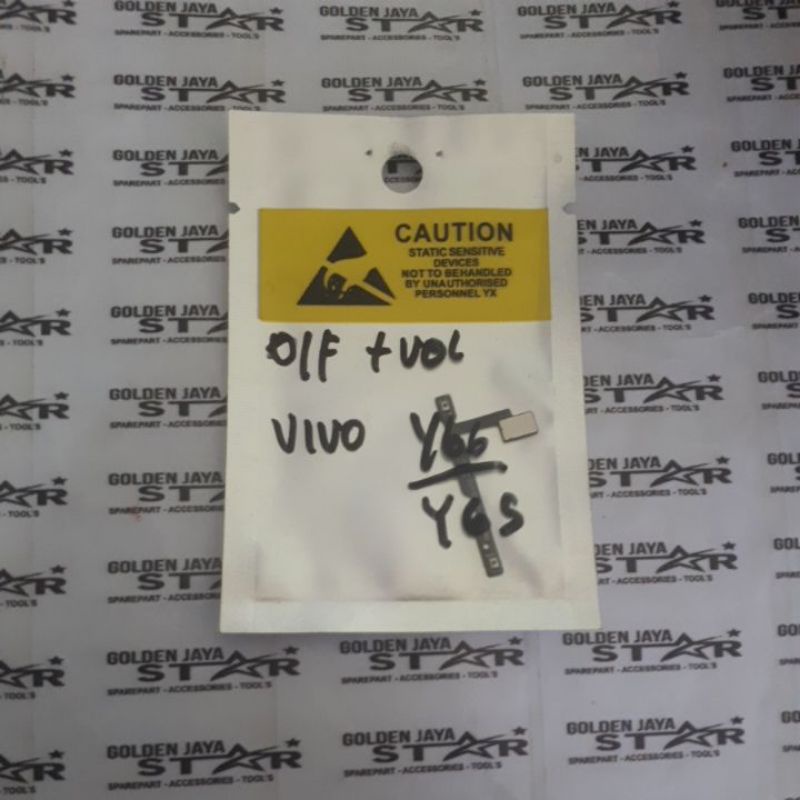 CAUTION
STATIC SENSITIVE
DEVICES
NOT TO BE HANDLED
BY UNAUTHORISED
PERSONNEL YX
O/F + VOL
VIVO Y66
Y65
GOLDEN JAYA
STAR
SPAREPART - ACCESSORIES - TOOL'S